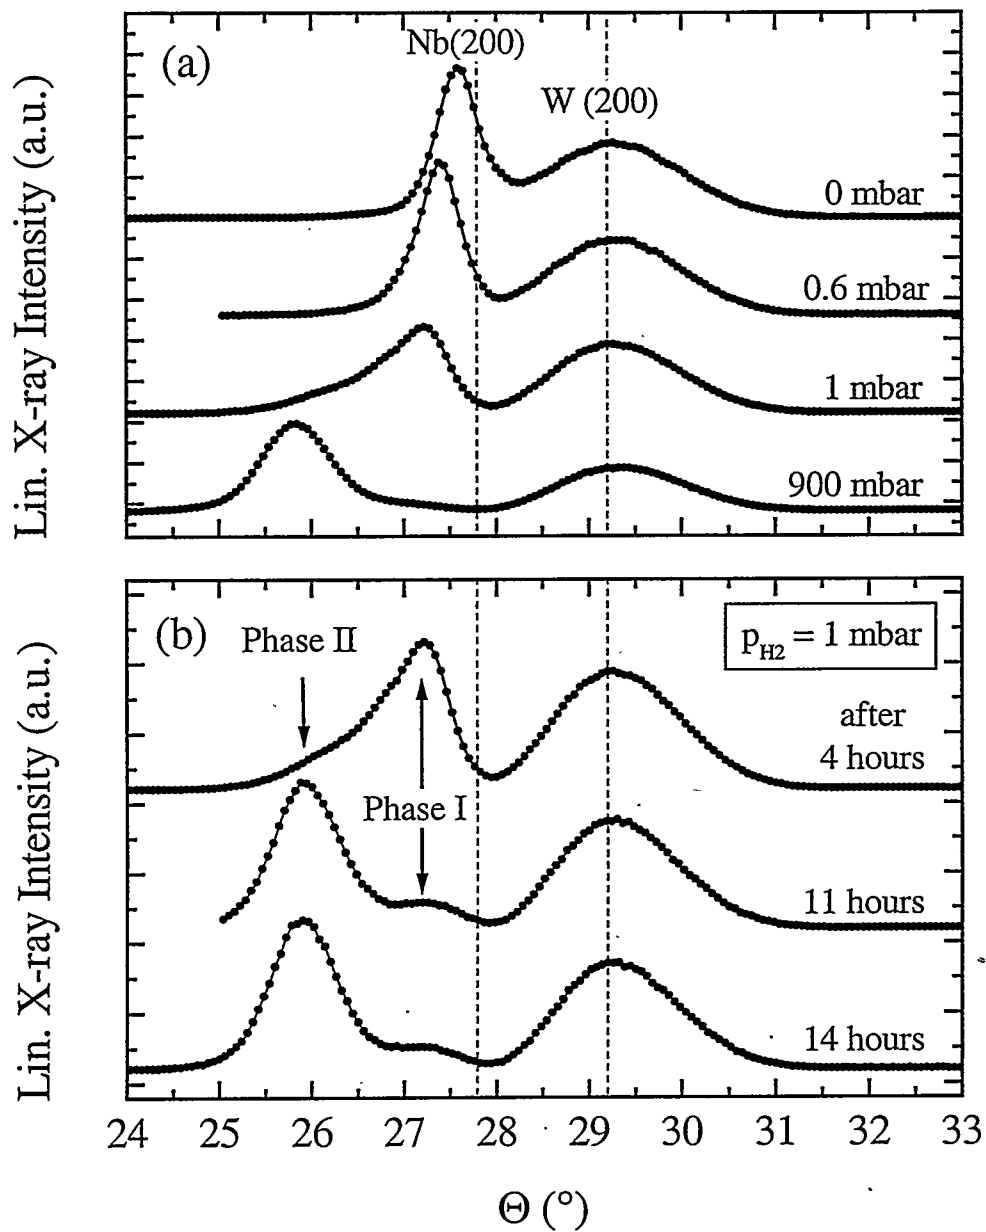 Lin. X-ray Intensity (a.u.)
(a)
Nb(200)
W (200)
0 mbar
0.6 mbar
1 mbar
900 mbar
Lin. X-ray Intensity (a.u.)
(b)
Phase II
Phase I
p_H2 = 1 mbar
after
4 hours
11 hours
14 hours
24 25 26 27 28 29 30 31 32 33
Θ (°)